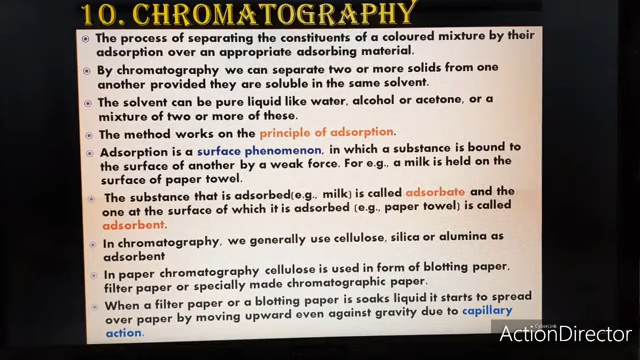 10. CHROMATOGRAPHY
The process of separating the constituents of a coloured mixture by their
adsorption over an appropriate adsorbing material.
By chromatography we can separate two or more solids from one
another provided they are soluble in the same solvent.
The solvent can be pure liquid like water, alcohol or acetone, or a
mixture of two or more of these.
The method works on the principle of adsorption.
Adsorption is a surface phenomenon, in which a substance is bound to
the surface of another by a weak force. For e.g., a milk is held on the
surface of paper towel.
The substance that is adsorbed(e.g., milk) is called adsorbate and the
one at the surface of which it is adsorbed (e.g., paper towel) is called
adsorbent.
In chromatography, we generally use cellulose, silica or alumina as
adsorbent
In paper chromatography cellulose is used in form of blotting paper,
filter paper or specially made chromatographic paper.
When a filter paper or a blotting paper is soaks liquid it starts to spread
over paper by moving upward even against gravity due to capillary
action.
CyberLink
ActionDirector